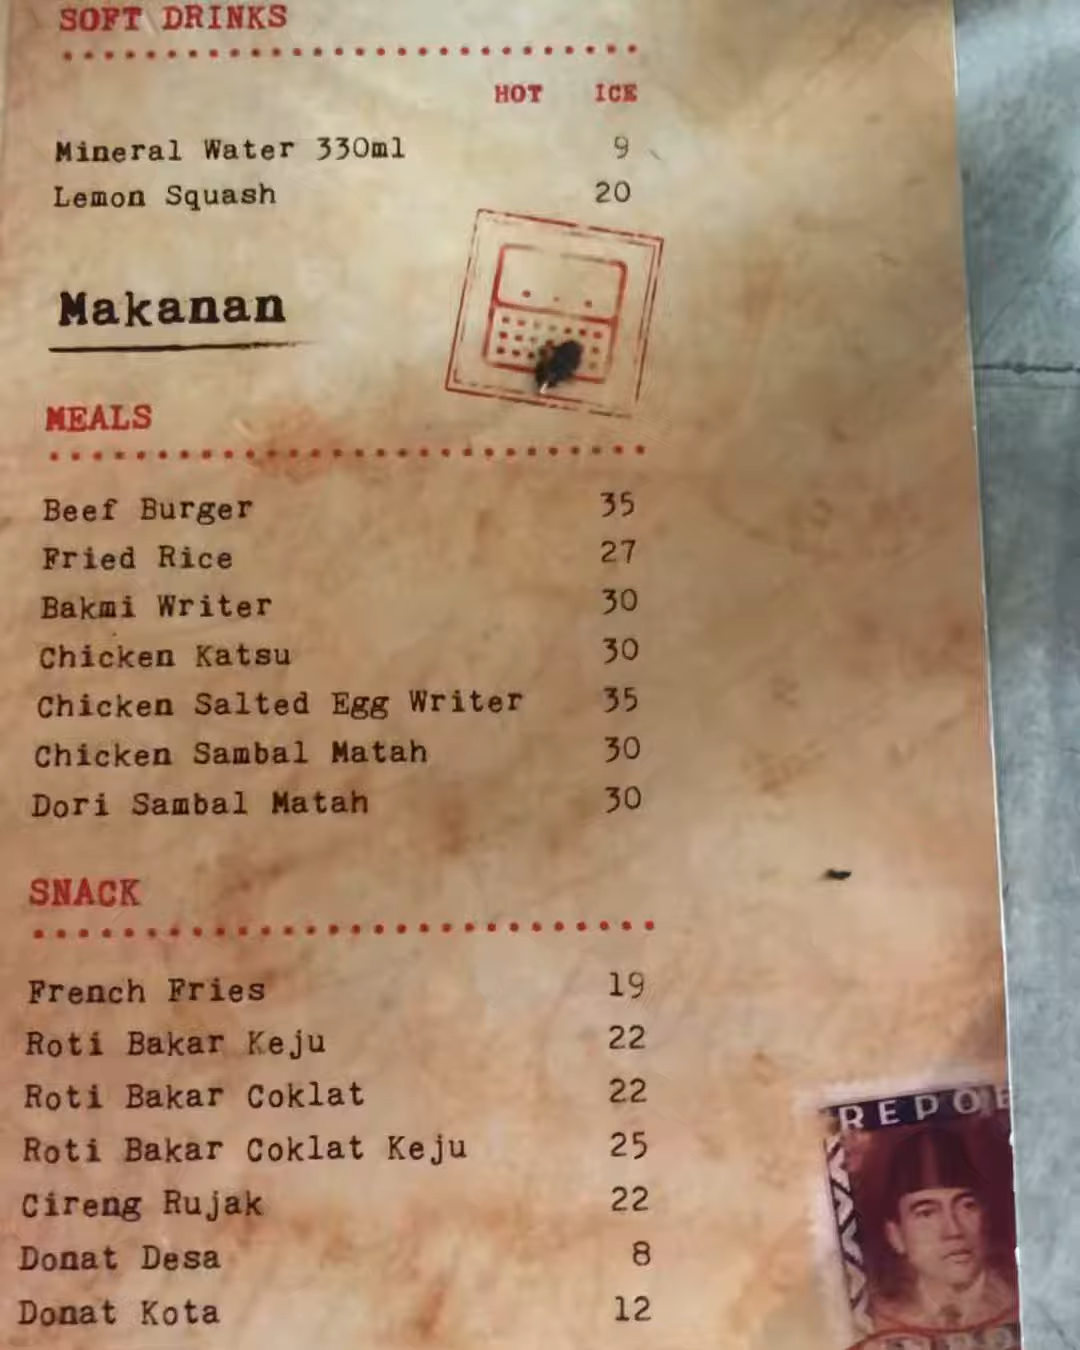 SOFT DRINKS
HOT ICE
Mineral Water 330ml 9
Lemon Squash 20
Makanan
MEALS
Beef Burger 35
Fried Rice 27
Bakmi Writer 30
Chicken Katsu 30
Chicken Salted Egg Writer 35
Chicken Sambal Matah 30
Dori Sambal Matah 30
SNACK
French Fries 19
Roti Bakar Keju 22
Roti Bakar Coklat 22
Roti Bakar Coklat Keju 25
Cireng Rujak 22
Donat Desa 8
Donat Kota 12
REPOE